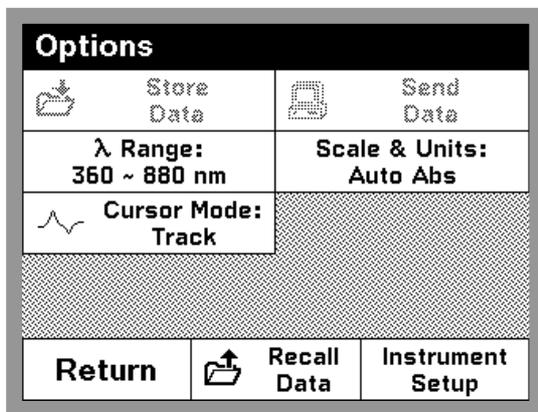 Options
Store
Data
Send
Data
λ Range:
360 ~ 880 nm
Scale & Units:
Auto Abs
Cursor Mode:
Track
Return
Recall
Data
Instrument
Setup